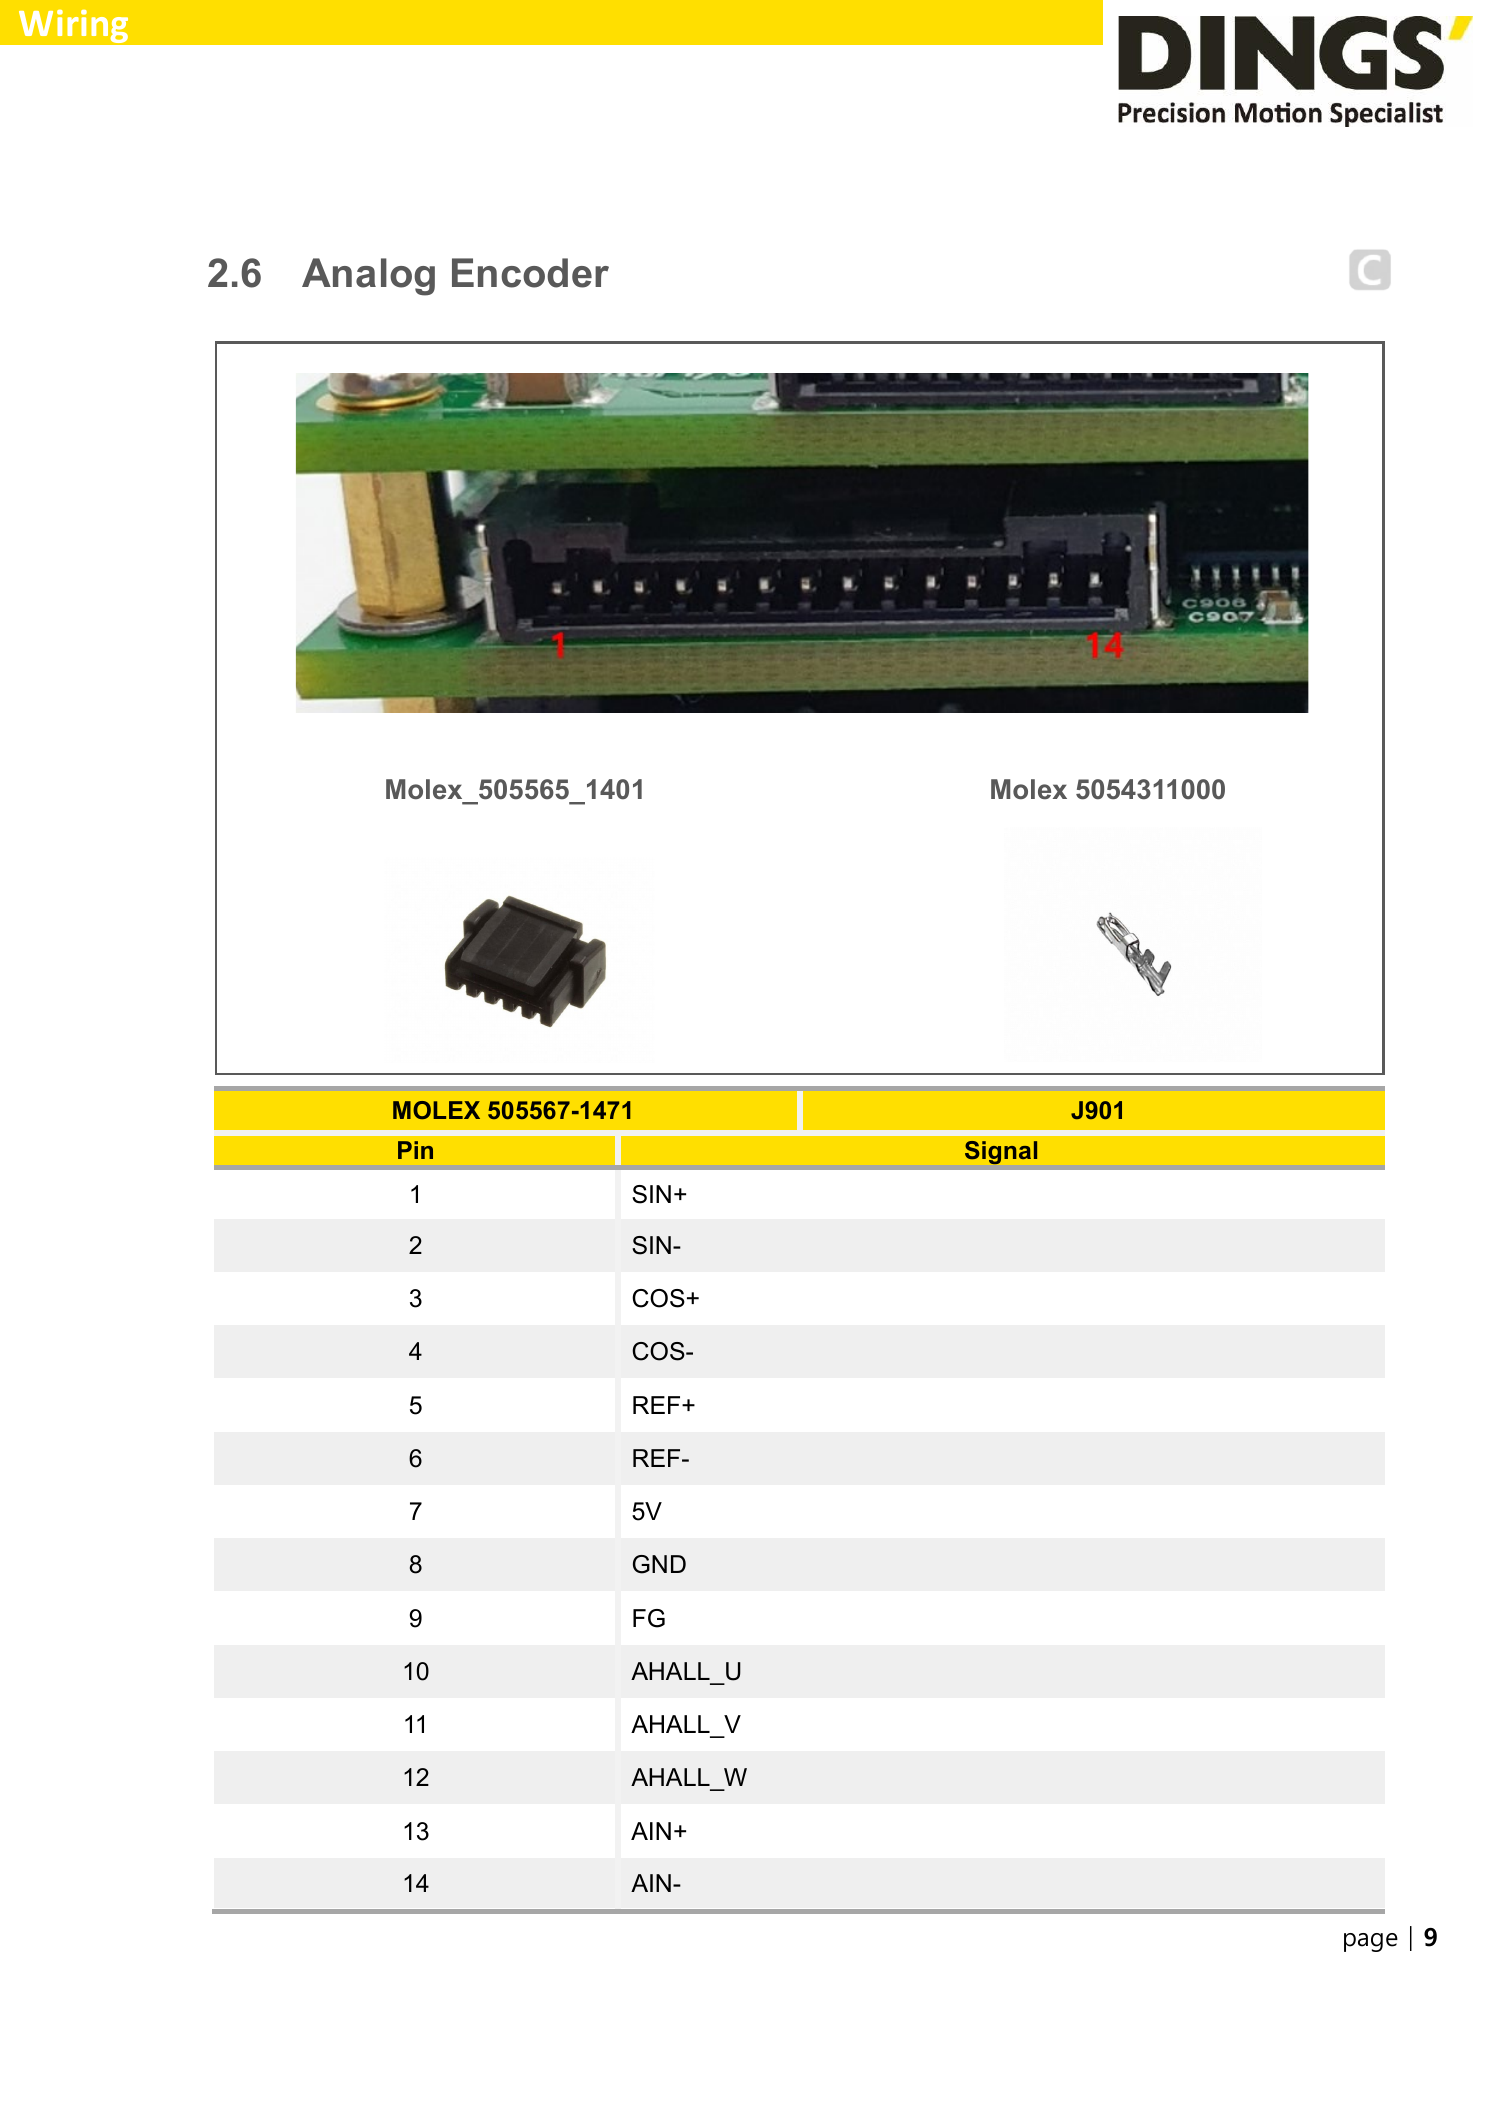 Wiring
DINGS'
Precision Motion Specialist
2.6 Analog Encoder
C
C906
C907
1
14
Molex_505565_1401
Molex 5054311000
MOLEX 505567-1471 J901
Pin Signal
1 SIN+
2 SIN-
3 COS+
4 COS-
5 REF+
6 REF-
7 5V
8 GND
9 FG
10 AHALL_U
11 AHALL_V
12 AHALL_W
13 AIN+
14 AIN-
page | 9